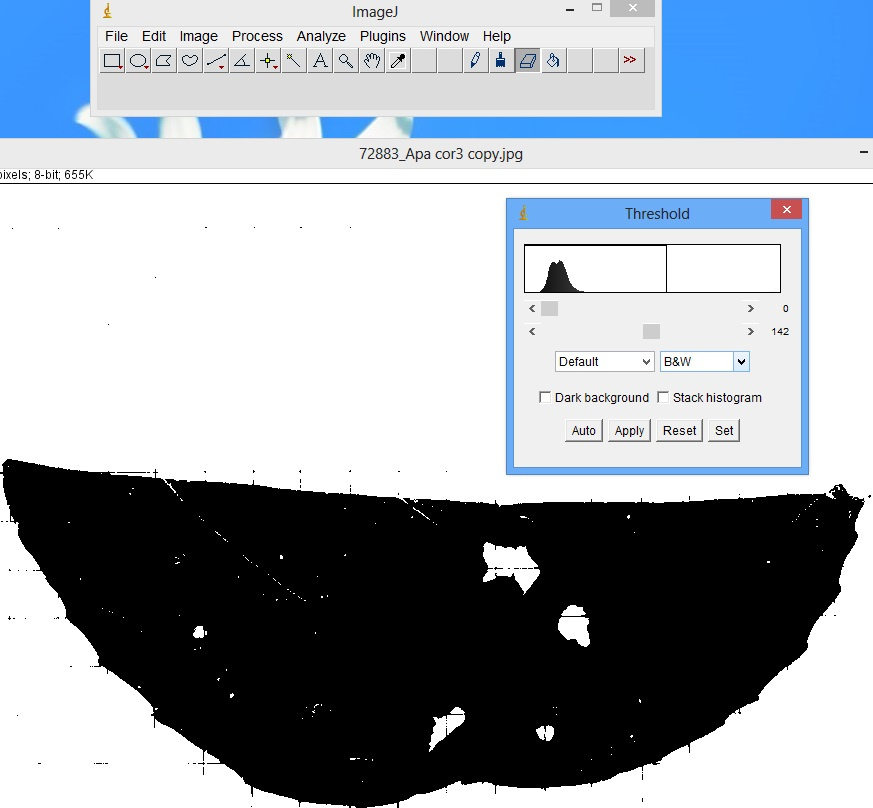 ImageJ
File Edit Image Process Analyze Plugins Window Help
A >>
72883_Apa cor3 copy.jpg
pixels; 8-bit; 655K
Threshold
0
142
Default B&W
Dark background Stack histogram
Auto Apply Reset Set